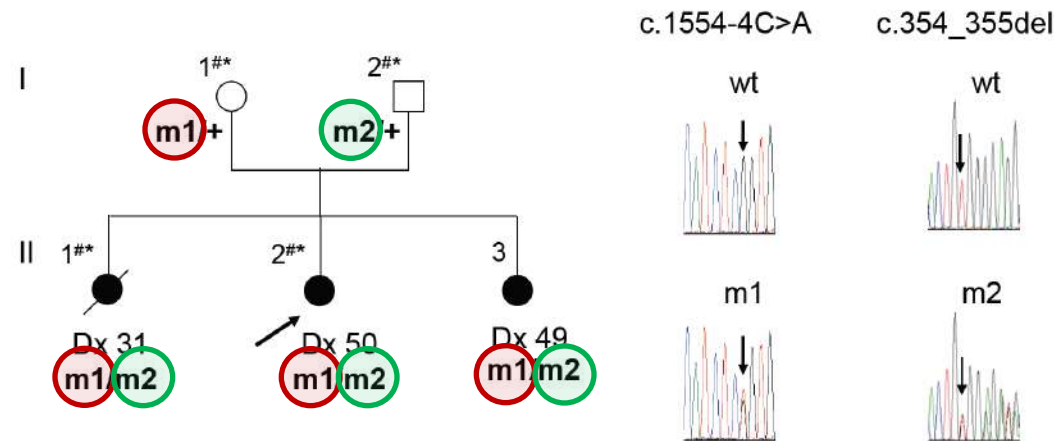 c.1554-4C>A c.354_355del
I 1#* 2#* wt wt
m1/+ m2/+
II 1#* 2#* 3
m1 m2
Dx 31 Dx 50 Dx 49
m1/m2 m1/m2 m1/m2